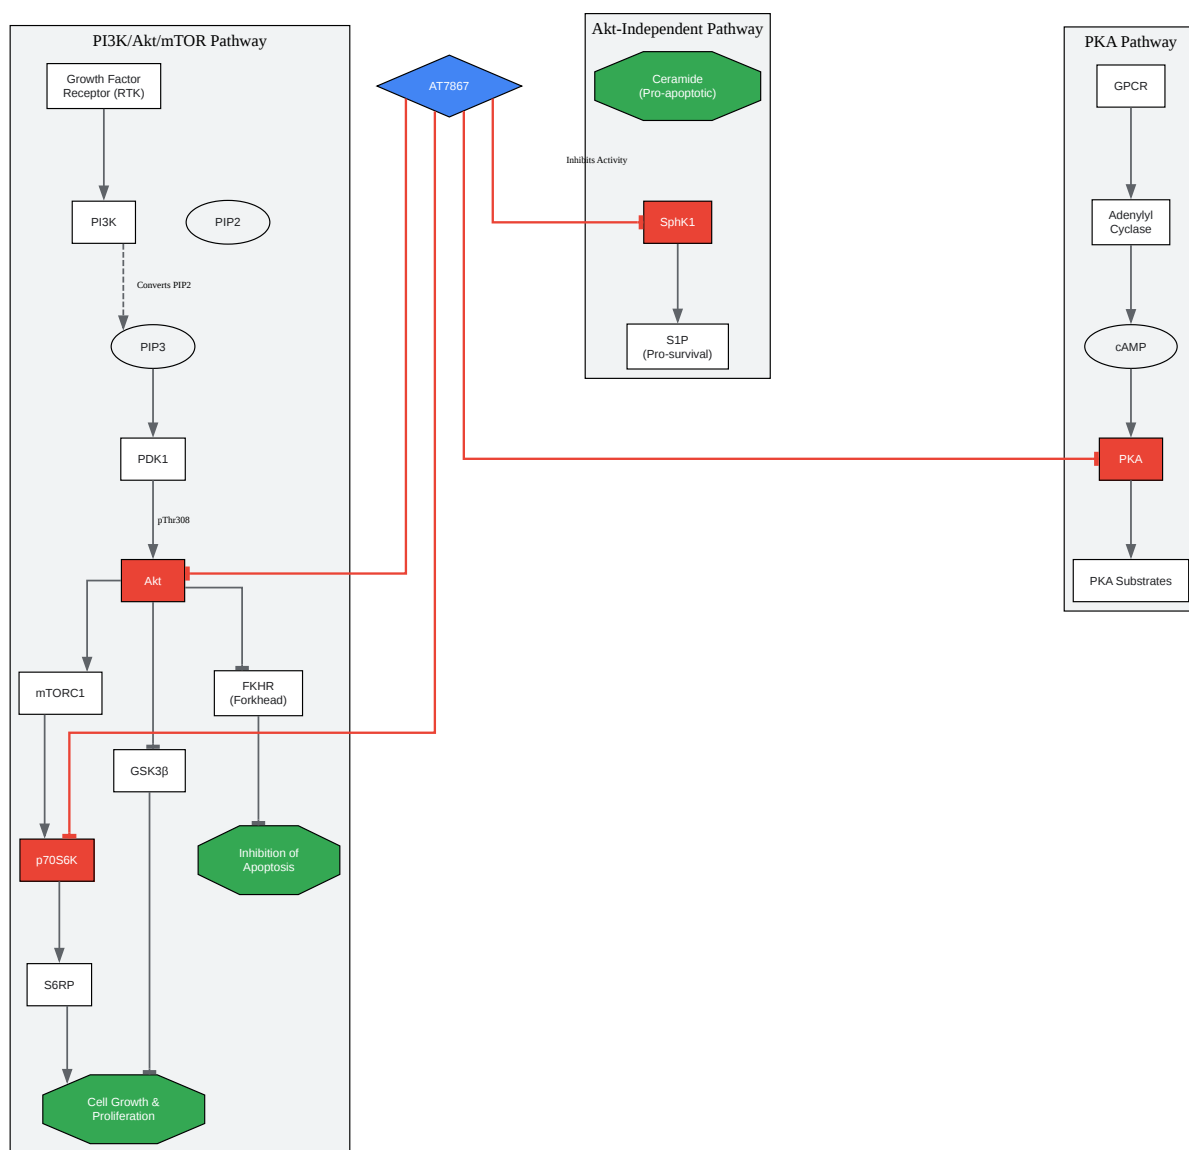 PI3K/Akt/mTOR Pathway
Growth Factor
Receptor (RTK)
PI3K
PIP2
Converts PIP2
PIP3
PDK1
pThr308
Akt
mTORC1
FKHR
(Forkhead)
GSK3β
p70S6K
Inhibition of
Apoptosis
S6RP
Cell Growth &
Proliferation
AT7867
Akt-Independent Pathway
Ceramide
(Pro-apoptotic)
Inhibits Activity
SphK1
S1P
(Pro-survival)
PKA Pathway
GPCR
Adenylyl
Cyclase
cAMP
PKA
PKA Substrates